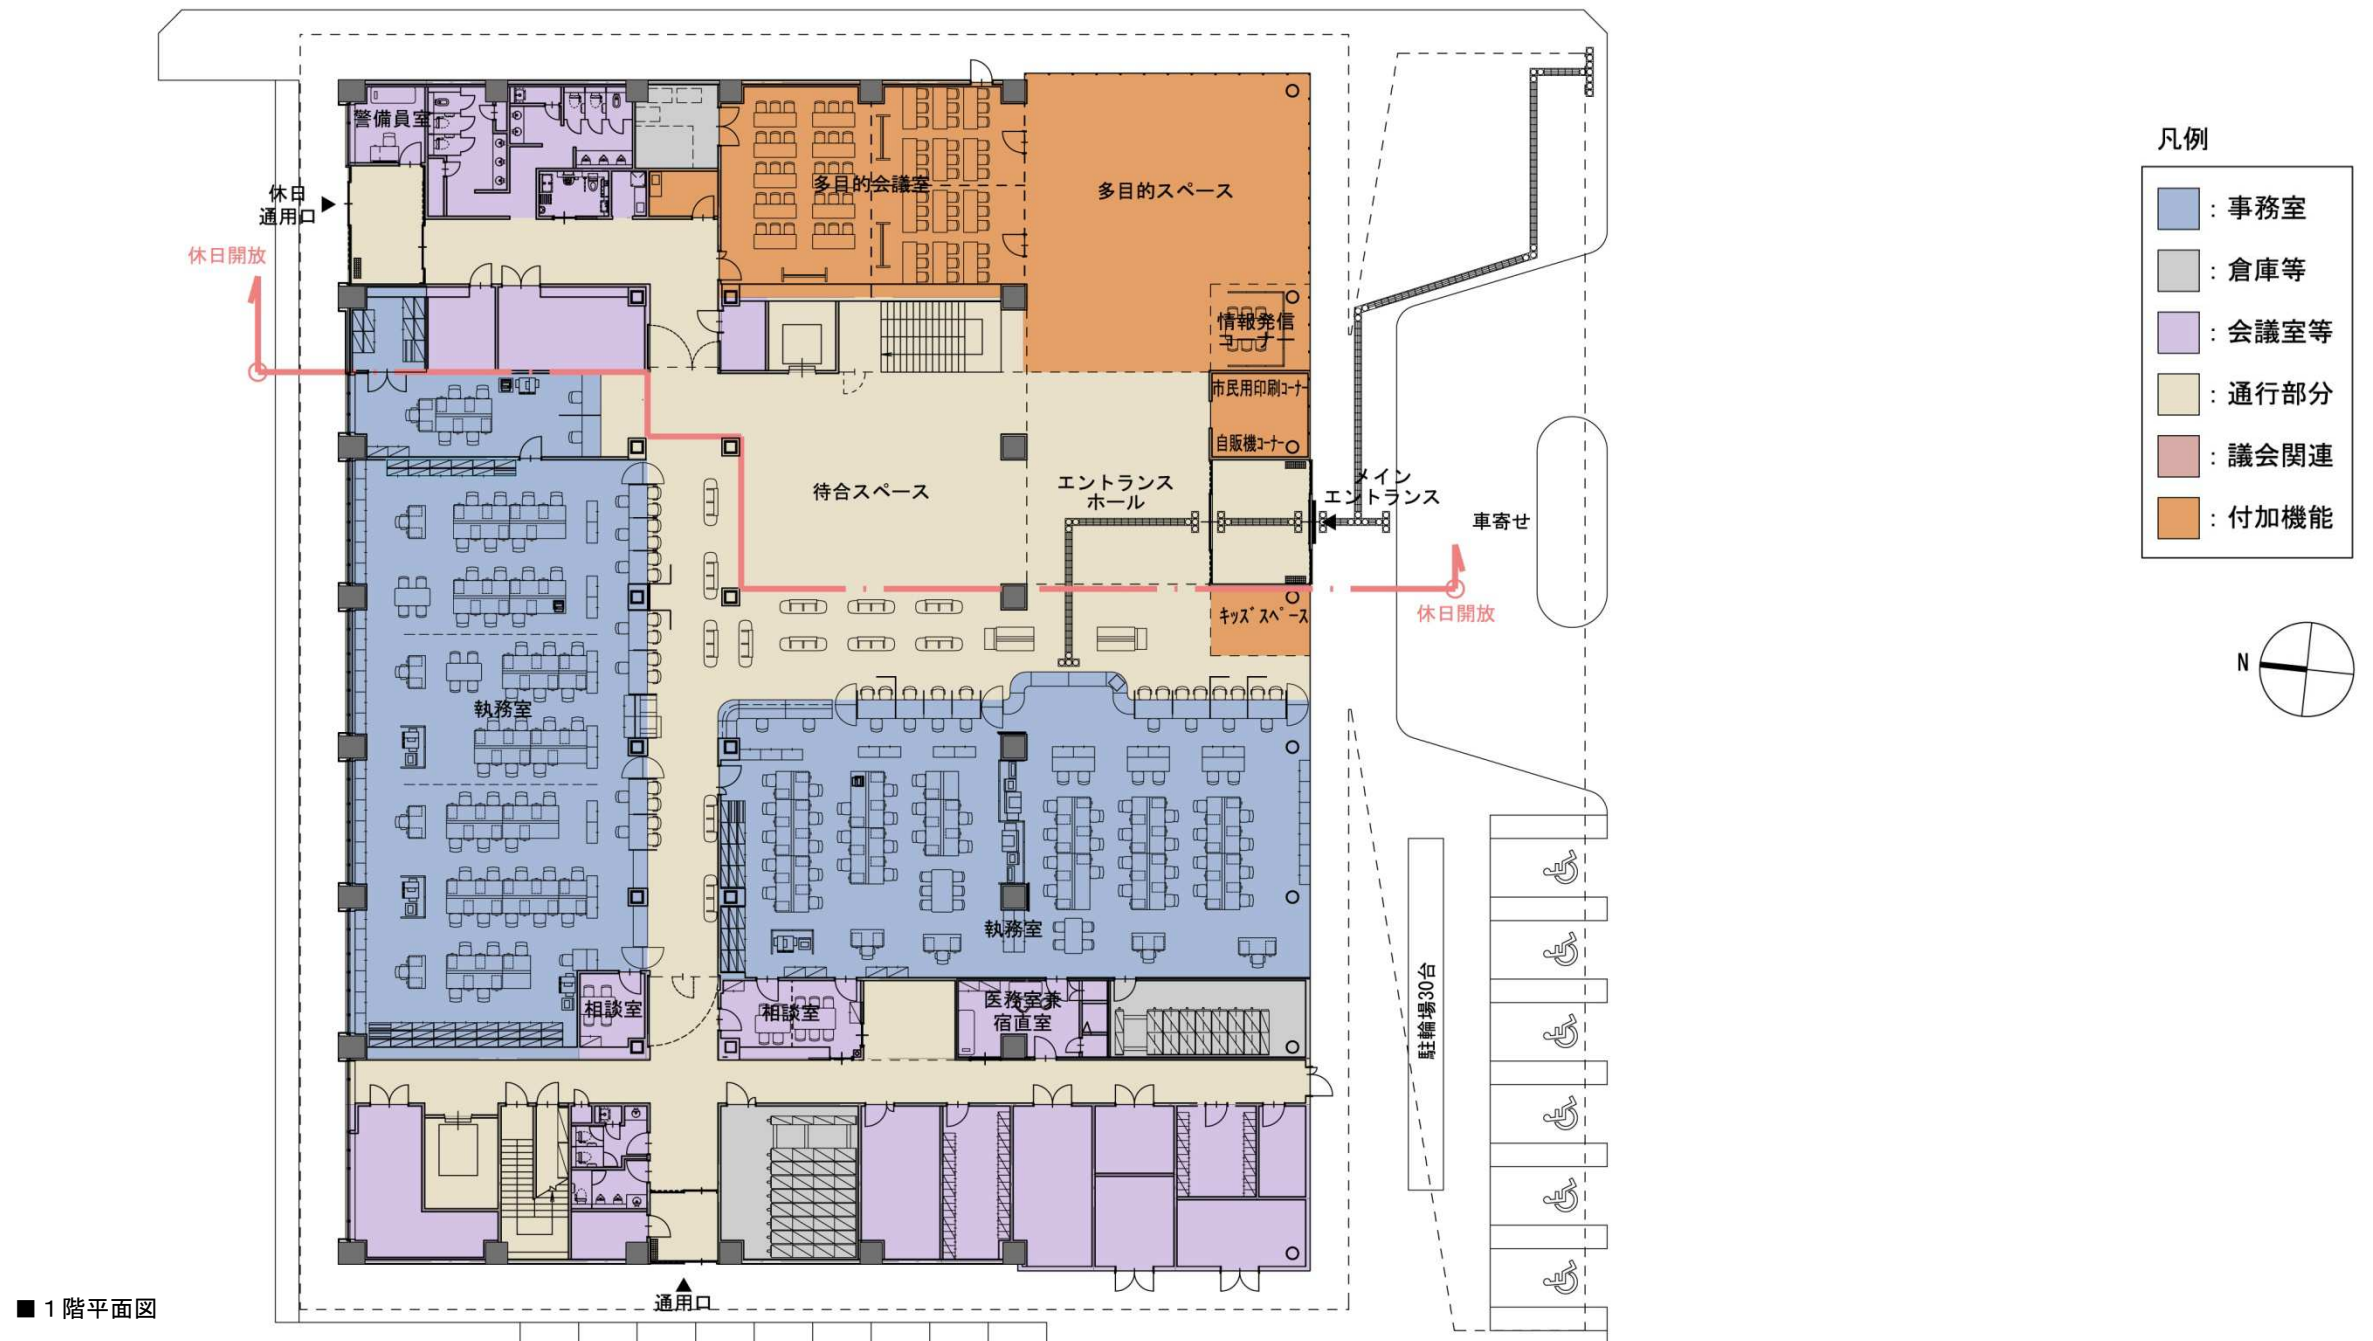 警備員室
休日
通用口
休日開放
多目的会議室
多目的スペース
情報発信
コーナー
市民用印刷コーナー
自販機コーナー
待合スペース
エントランス
ホール
メイン
エントランス
車寄せ
休日開放
キッズスペース
執務室
執務室
相談室
相談室
医務室兼
宿直室
駐輪場30台
通用口
■１階平面図
凡例
：事務室
：倉庫等
：会議室等
：通行部分
：議会関連
：付加機能
N